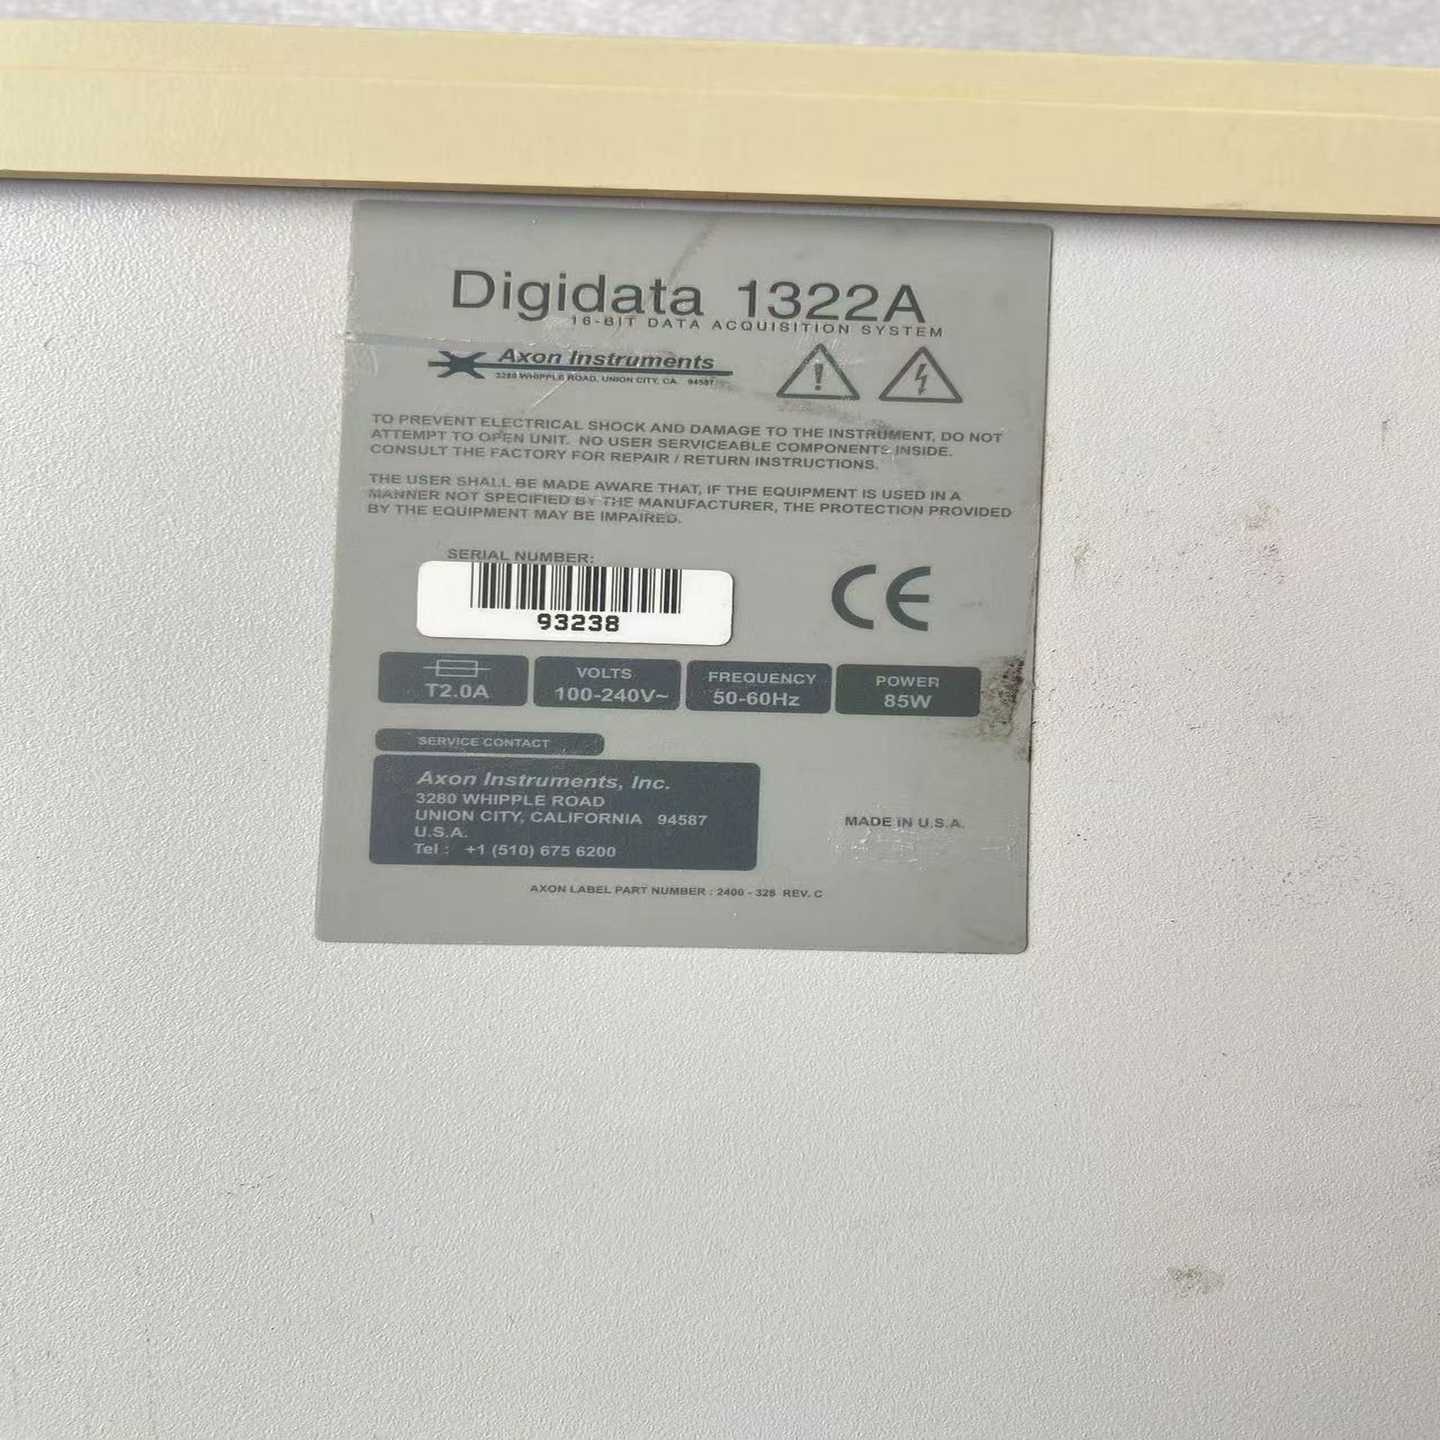 Digidata 1322A
16-BIT DATA ACQUISITION SYSTEM
Axon Instruments
3280 WHIPPLE ROAD, UNION CITY, CA. 94587
TO PREVENT ELECTRICAL SHOCK AND DAMAGE TO THE INSTRUMENT, DO NOT
ATTEMPT TO OPEN UNIT. NO USER SERVICEABLE COMPONENTS INSIDE.
CONSULT THE FACTORY FOR REPAIR / RETURN INSTRUCTIONS.
THE USER SHALL BE MADE AWARE THAT, IF THE EQUIPMENT IS USED IN A
MANNER NOT SPECIFIED BY THE MANUFACTURER, THE PROTECTION PROVIDED
BY THE EQUIPMENT MAY BE IMPAIRED.
SERIAL NUMBER:
93238
CE
T2.0A
VOLTS
100-240V~
FREQUENCY
50-60Hz
POWER
85W
SERVICE CONTACT
Axon Instruments, Inc.
3280 WHIPPLE ROAD
UNION CITY, CALIFORNIA 94587
U.S.A.
Tel : +1 (510) 675 6200
MADE IN U.S.A.
AXON LABEL PART NUMBER : 2400 - 328 REV. C